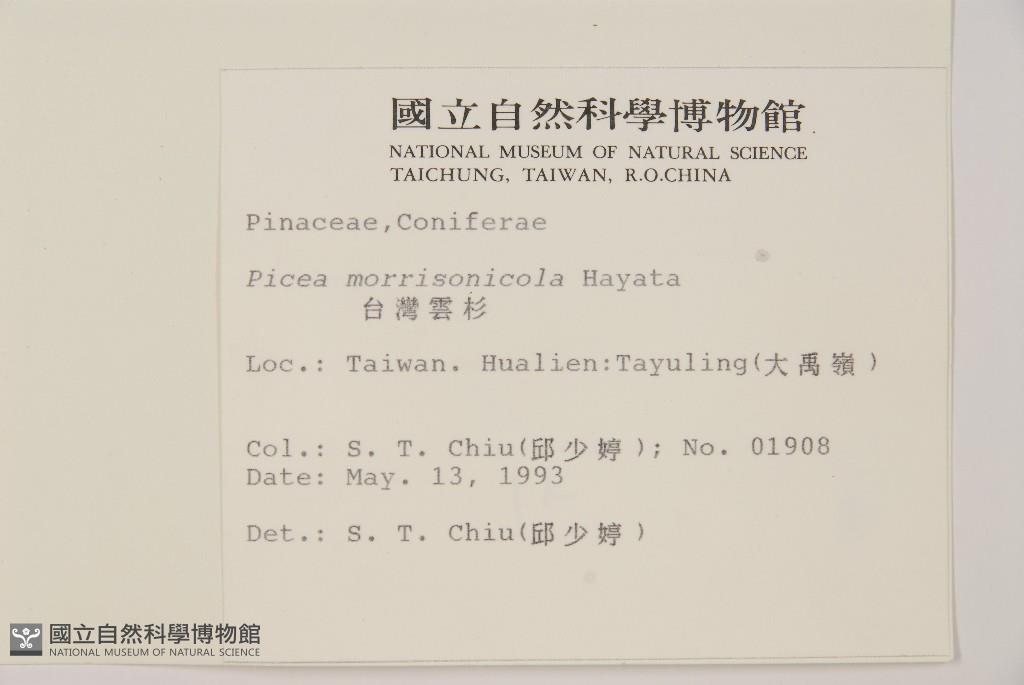 國立自然科學博物館
NATIONAL MUSEUM OF NATURAL SCIENCE
TAICHUNG, TAIWAN, R.O.CHINA
Pinaceae,Coniferae
Picea morrisonicola Hayata
台灣雲杉
Loc.: Taiwan. Hualien:Tayuling(大禹嶺)
Col.: S. T. Chiu(邱少婷); No. 01908
Date: May. 13, 1993
Det.: S. T. Chiu(邱少婷)
國立自然科學博物館
NATIONAL MUSEUM OF NATURAL SCIENCE